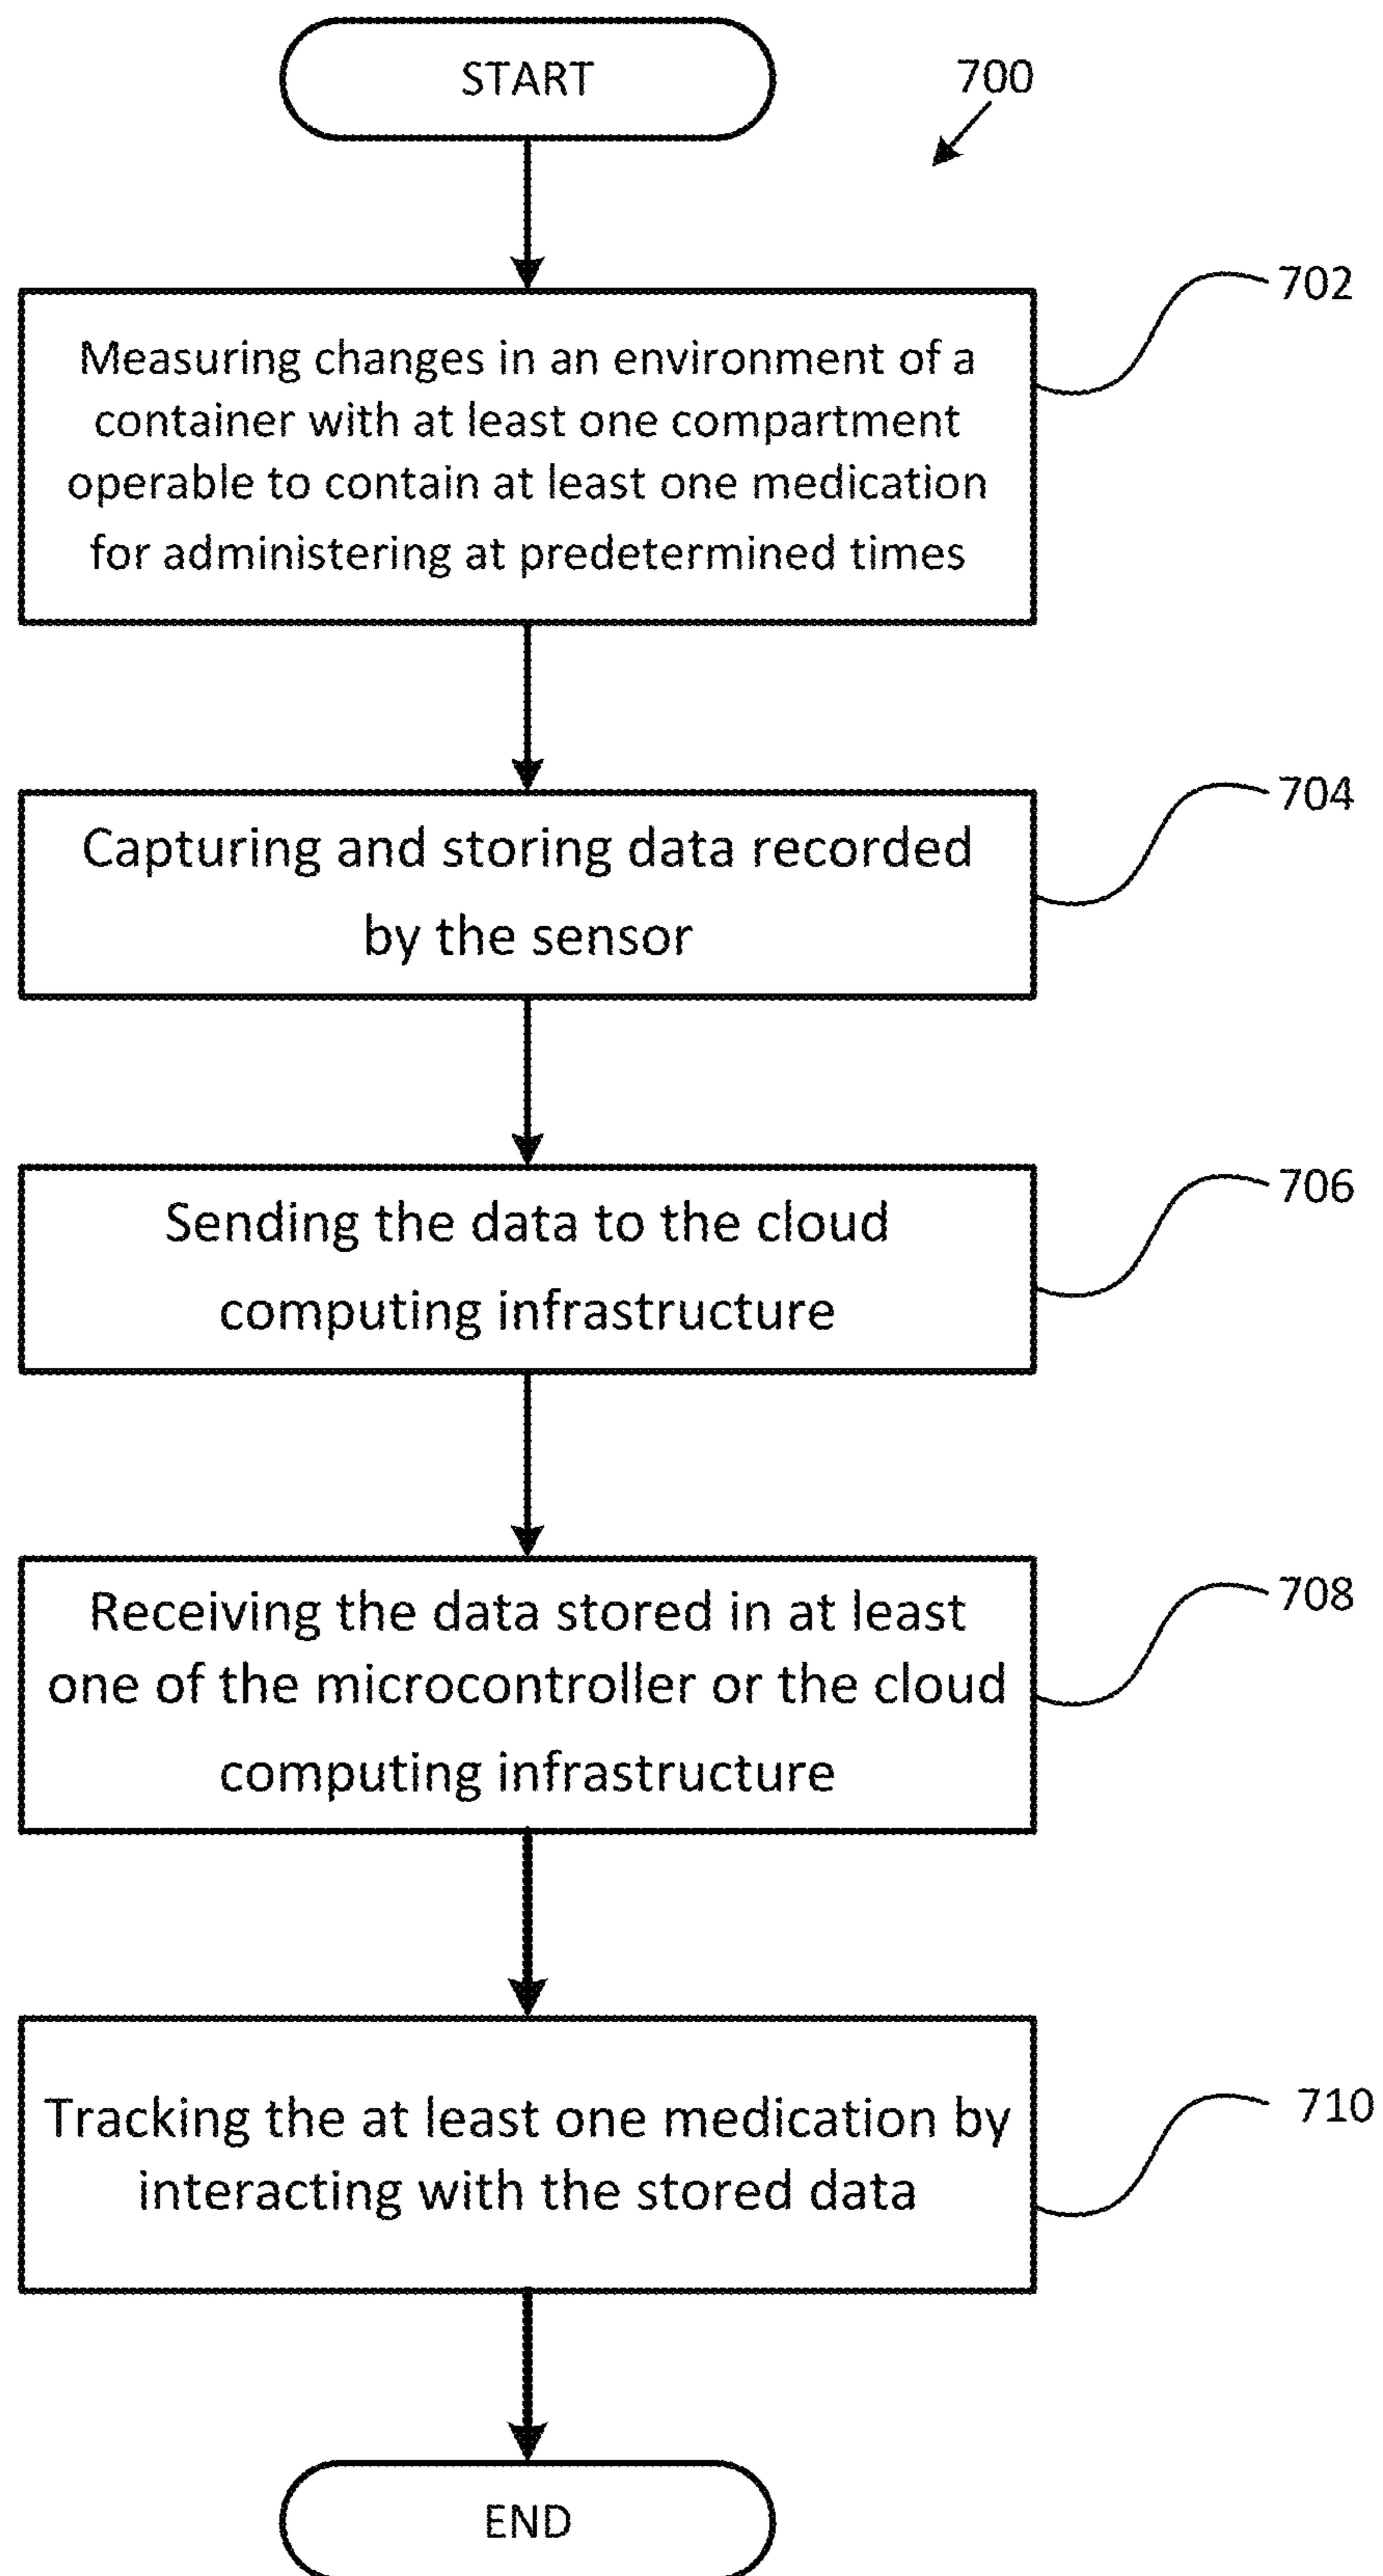 START
700
Measuring changes in an environment of a
container with at least one compartment
operable to contain at least one medication
for administering at predetermined times
702
Capturing and storing data recorded
by the sensor
704
Sending the data to the cloud
computing infrastructure
706
Receiving the data stored in at least
one of the microcontroller or the cloud
computing infrastructure
708
Tracking the at least one medication by
interacting with the stored data
710
END